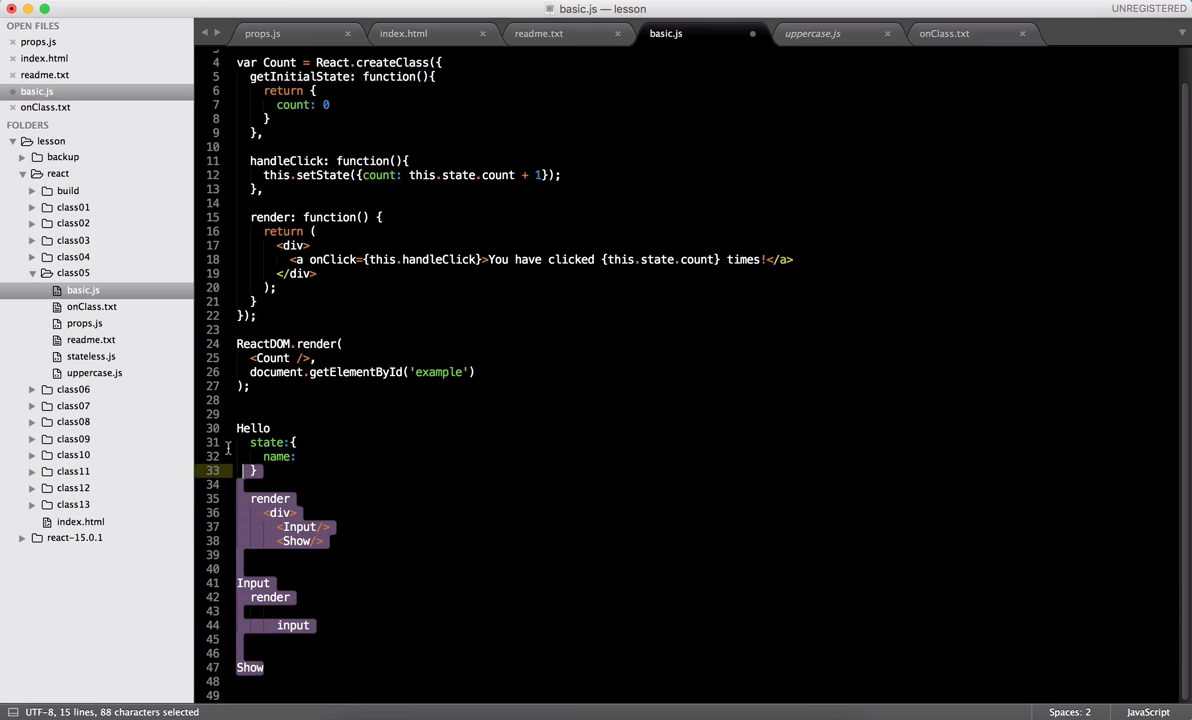 basic.js — lesson
UNREGISTERED
OPEN FILES
props.js
index.html
readme.txt
basic.js
onClass.txt
FOLDERS
lesson
backup
react
build
class01
class02
class03
class04
class05
basic.js
onClass.txt
props.js
readme.txt
stateless.js
uppercase.js
class06
class07
class08
class09
class10
class11
class12
class13
index.html
react-15.0.1
props.js
index.html
readme.txt
basic.js
uppercase.js
onClass.txt
4 var Count = React.createClass({
5 getInitialState: function(){
6 return {
7 count: 0
8 }
9 },
10
11 handleClick: function(){
12 this.setState({count: this.state.count + 1});
13 },
14
15 render: function() {
16 return (
17 <div>
18 <a onClick={this.handleClick}>You have clicked {this.state.count} times!</a>
19 </div>
20 );
21 }
22 });
23
24 ReactDOM.render(
25 <Count />,
26 document.getElementById('example')
27 );
28
29
30 Hello
31 state:{
32 name:
33 }
34
35 render
36 <div>
37 <Input/>
38 <Show/>
39
40
41 Input
42 render
43
44 input
45
46
47 Show
48
49
UTF-8, 15 lines, 88 characters selected
Spaces: 2
JavaScript